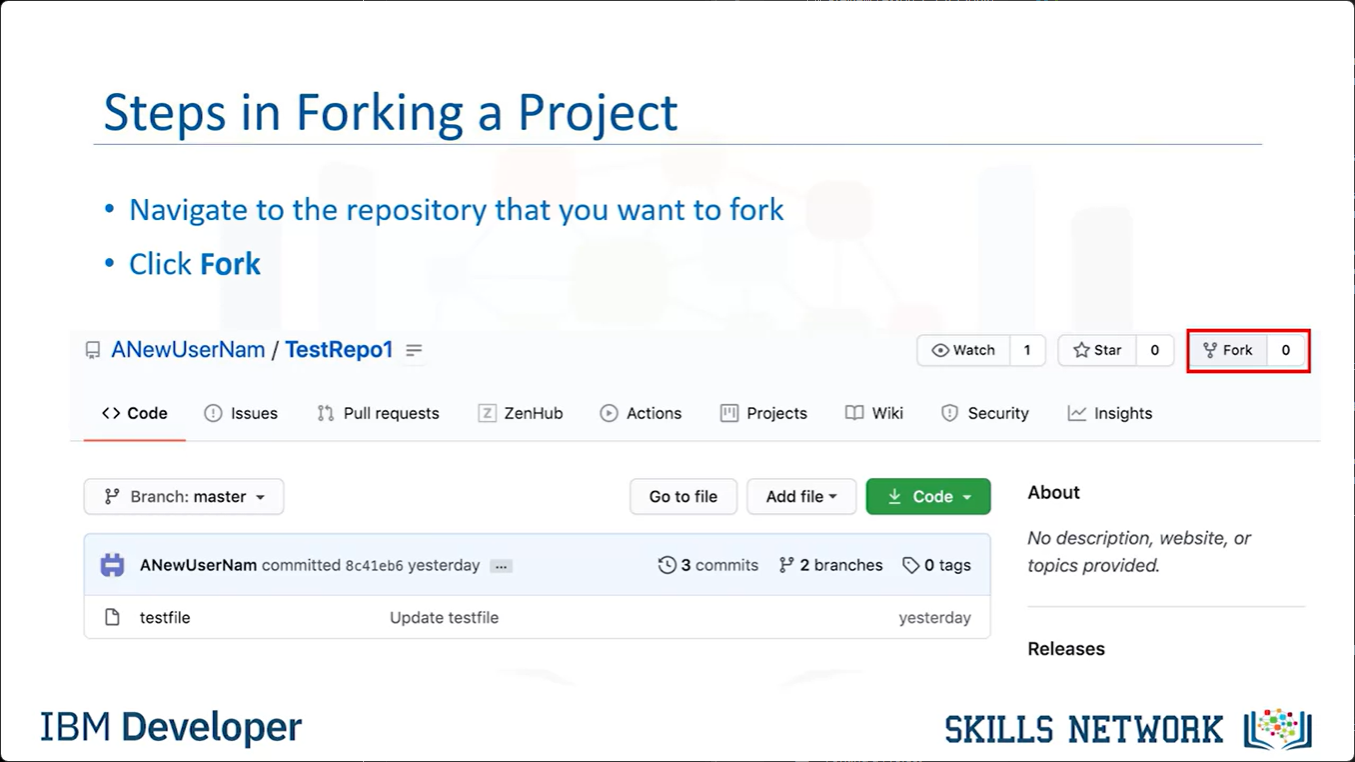 Steps in Forking a Project
• Navigate to the repository that you want to fork
• Click Fork
ANewUserNam / TestRepo1
Watch 1 Star 0 Fork 0
<> Code Issues Pull requests Z ZenHub Actions Projects Wiki Security Insights
Branch: master Go to file Add file Code
About
No description, website, or
topics provided.
ANewUserNam committed 8c41eb6 yesterday ... 3 commits 2 branches 0 tags
testfile Update testfile yesterday
Releases
IBM Developer
SKILLS NETWORK